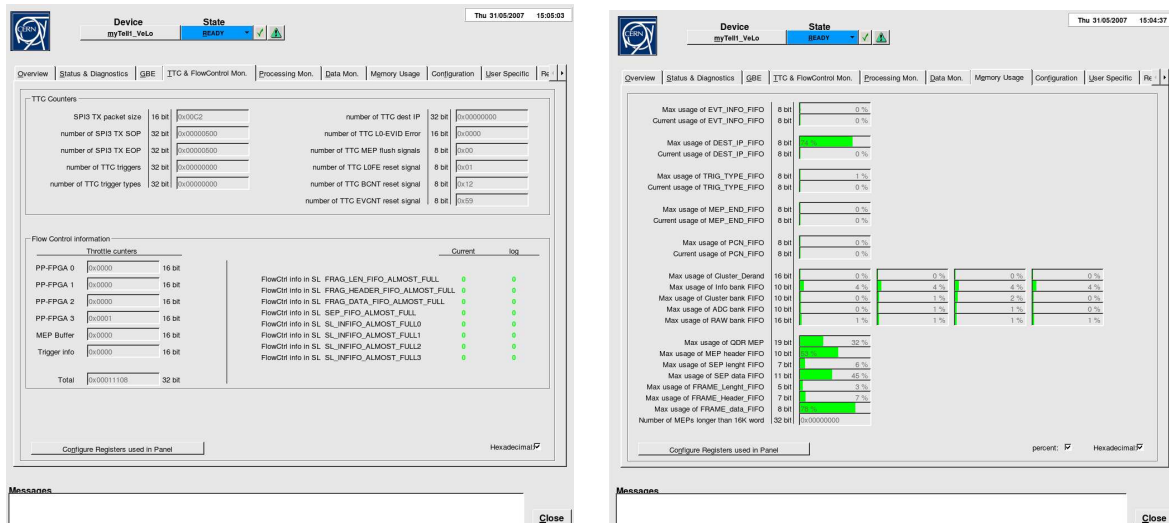 Thu 31/05/2007 15:05:03
CERN
Device State
myTell1_VeLo READY
Overview Status & Diagnostics GBE TTC & FlowControl Mon. Processing Mon. Data Mon. Memory Usage Configuration User Specific Re
TTC Counters
SPI3 TX packet size 16 bit 0x00C2 number of TTC dest IP 32 bit 0x00000000
number of SPI3 TX SOP 32 bit 0x00000500 number of TTC L0-EVID Error 16 bit 0x0000
number of SPI3 TX EOP 32 bit 0x00000500 number of TTC MEP flush signals 8 bit 0x00
number of TTC triggers 32 bit 0x00000000 number of TTC L0FE reset signal 8 bit 0x01
number of TTC trigger types 32 bit 0x00000000 number of TTC BCNT reset signal 8 bit 0x12
number of TTC EVCNT reset signal 8 bit 0x59
Flow Control information
Throttle cunters Current log
PP-FPGA 0 0x0000 16 bit
PP-FPGA 1 0x0000 16 bit
PP-FPGA 2 0x0000 16 bit
PP-FPGA 3 0x0001 16 bit
MEP Buffer 0x0000 16 bit
Trigger info 0x0000 16 bit
Total 0x00011108 32 bit
FlowCtrl info in SL FRAG_LEN_FIFO_ALMOST_FULL 0 0
FlowCtrl info in SL FRAG_HEADER_FIFO_ALMOST_FULL 0 0
FlowCtrl info in SL FRAG_DATA_FIFO_ALMOST_FULL 0 0
FlowCtrl info in SL SEP_FIFO_ALMOST_FULL 0 0
FlowCtrl info in SL SL_INFIFO_ALMOST_FULL0 0 0
FlowCtrl info in SL SL_INFIFO_ALMOST_FULL1 0 0
FlowCtrl info in SL SL_INFIFO_ALMOST_FULL2 0 0
FlowCtrl info in SL SL_INFIFO_ALMOST_FULL3 0 0
Configure Registers used in Panel Hexadecimal:
Messages
Close
Thu 31/05/2007 15:04:37
CERN
Device State
myTell1_VeLo READY
Overview Status & Diagnostics GBE TTC & FlowControl Mon. Processing Mon. Data Mon. Memory Usage Configuration User Specific Re
Max usage of EVT_INFO_FIFO 8 bit 0 %
Current usage of EVT_INFO_FIFO 8 bit 0 %
Max usage of DEST_IP_FIFO 8 bit 74 %
Current usage of DEST_IP_FIFO 8 bit 0 %
Max usage of TRIG_TYPE_FIFO 8 bit 1 %
Current usage of TRIG_TYPE_FIFO 8 bit 0 %
Max usage of MEP_END_FIFO 8 bit 0 %
Current usage of MEP_END_FIFO 8 bit 0 %
Max usage of PCN_FIFO 8 bit 0 %
Current usage of PCN_FIFO 8 bit 0 %
Max usage of Cluster_Derand 16 bit 0 % 0 % 0 % 0 %
Max usage of Info bank FIFO 10 bit 4 % 4 % 4 % 4 %
Max usage of Cluster bank FIFO 10 bit 0 % 1 % 2 % 0 %
Max usage of ADC bank FIFO 10 bit 0 % 1 % 1 % 0 %
Max usage of RAW bank FIFO 16 bit 1 % 1 % 1 % 1 %
Max usage of QDR MEP 19 bit 32 %
Max usage of MEP header FIFO 10 bit 53 %
Max usage of SEP lenght FIFO 7 bit 6 %
Max usage of SEP data FIFO 11 bit 45 %
Max usage of FRAME_Lenght_FIFO 5 bit 3 %
Max usage of FRAME_Header_FIFO 7 bit 7 %
Max usage of FRAME_data_FIFO 8 bit 78 %
Number of MEPs longer than 16K word 32 bit 0x00000000
Configure Registers used in Panel percent: Hexadecimal:
Messages
Close